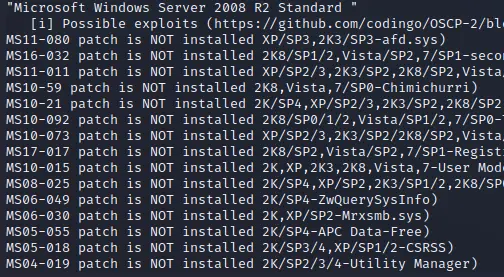 "Microsoft Windows Server 2008 R2 Standard "
[i] Possible exploits (https://github.com/codingo/OSCP-2/blo
MS11-080 patch is NOT installed XP/SP3,2K3/SP3-afd.sys)
MS16-032 patch is NOT installed 2K8/SP1/2,Vista/SP2,7/SP1-secon
MS11-011 patch is NOT installed XP/SP2/3,2K3/SP2,2K8/SP2,Vista/
MS10-59 patch is NOT installed 2K8,Vista,7/SP0-Chimichurri)
MS10-21 patch is NOT installed 2K/SP4,XP/SP2/3,2K3/SP2,2K8/SP2
MS10-092 patch is NOT installed 2K8/SP0/1/2,Vista/SP1/2,7/SP0-
MS10-073 patch is NOT installed XP/SP2/3,2K3/SP2/2K8/SP2,Vista/
MS17-017 patch is NOT installed 2K8/SP2,Vista/SP2,7/SP1-Registr
MS10-015 patch is NOT installed 2K,XP,2K3,2K8,Vista,7-User Mode
MS08-025 patch is NOT installed 2K/SP4,XP/SP2,2K3/SP1/2,2K8/SP0
MS06-049 patch is NOT installed 2K/SP4-ZwQuerySysInfo)
MS06-030 patch is NOT installed 2K,XP/SP2-Mrxsmb.sys)
MS05-055 patch is NOT installed 2K/SP4-APC Data-Free)
MS05-018 patch is NOT installed 2K/SP3/4,XP/SP1/2-CSRSS)
MS04-019 patch is NOT installed 2K/SP2/3/4-Utility Manager)